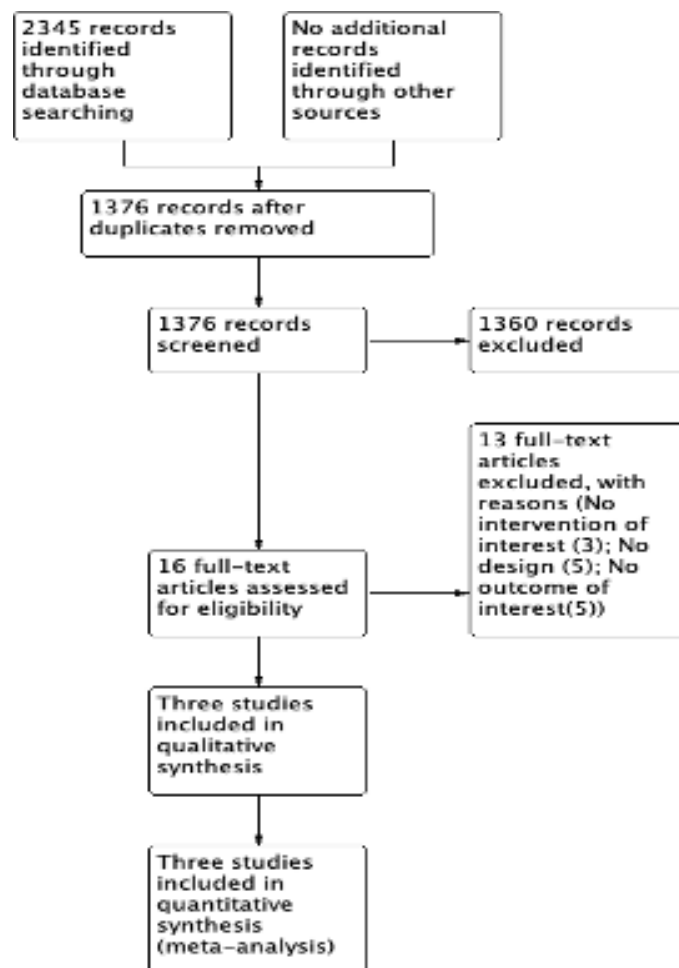 2345 records
identified
through
database
searching
No additional
records
identified
through other
sources
1376 records after
duplicates removed
1376 records
screened
1360 records
excluded
13 full-text
articles
excluded, with
reasons (No
intervention of
interest (3); No
design (5); No
outcome of
interest(5))
16 full-text
articles assessed
for eligibility
Three studies
included in
qualitative
synthesis
Three studies
included in
quantitative
synthesis
(meta-analysis)